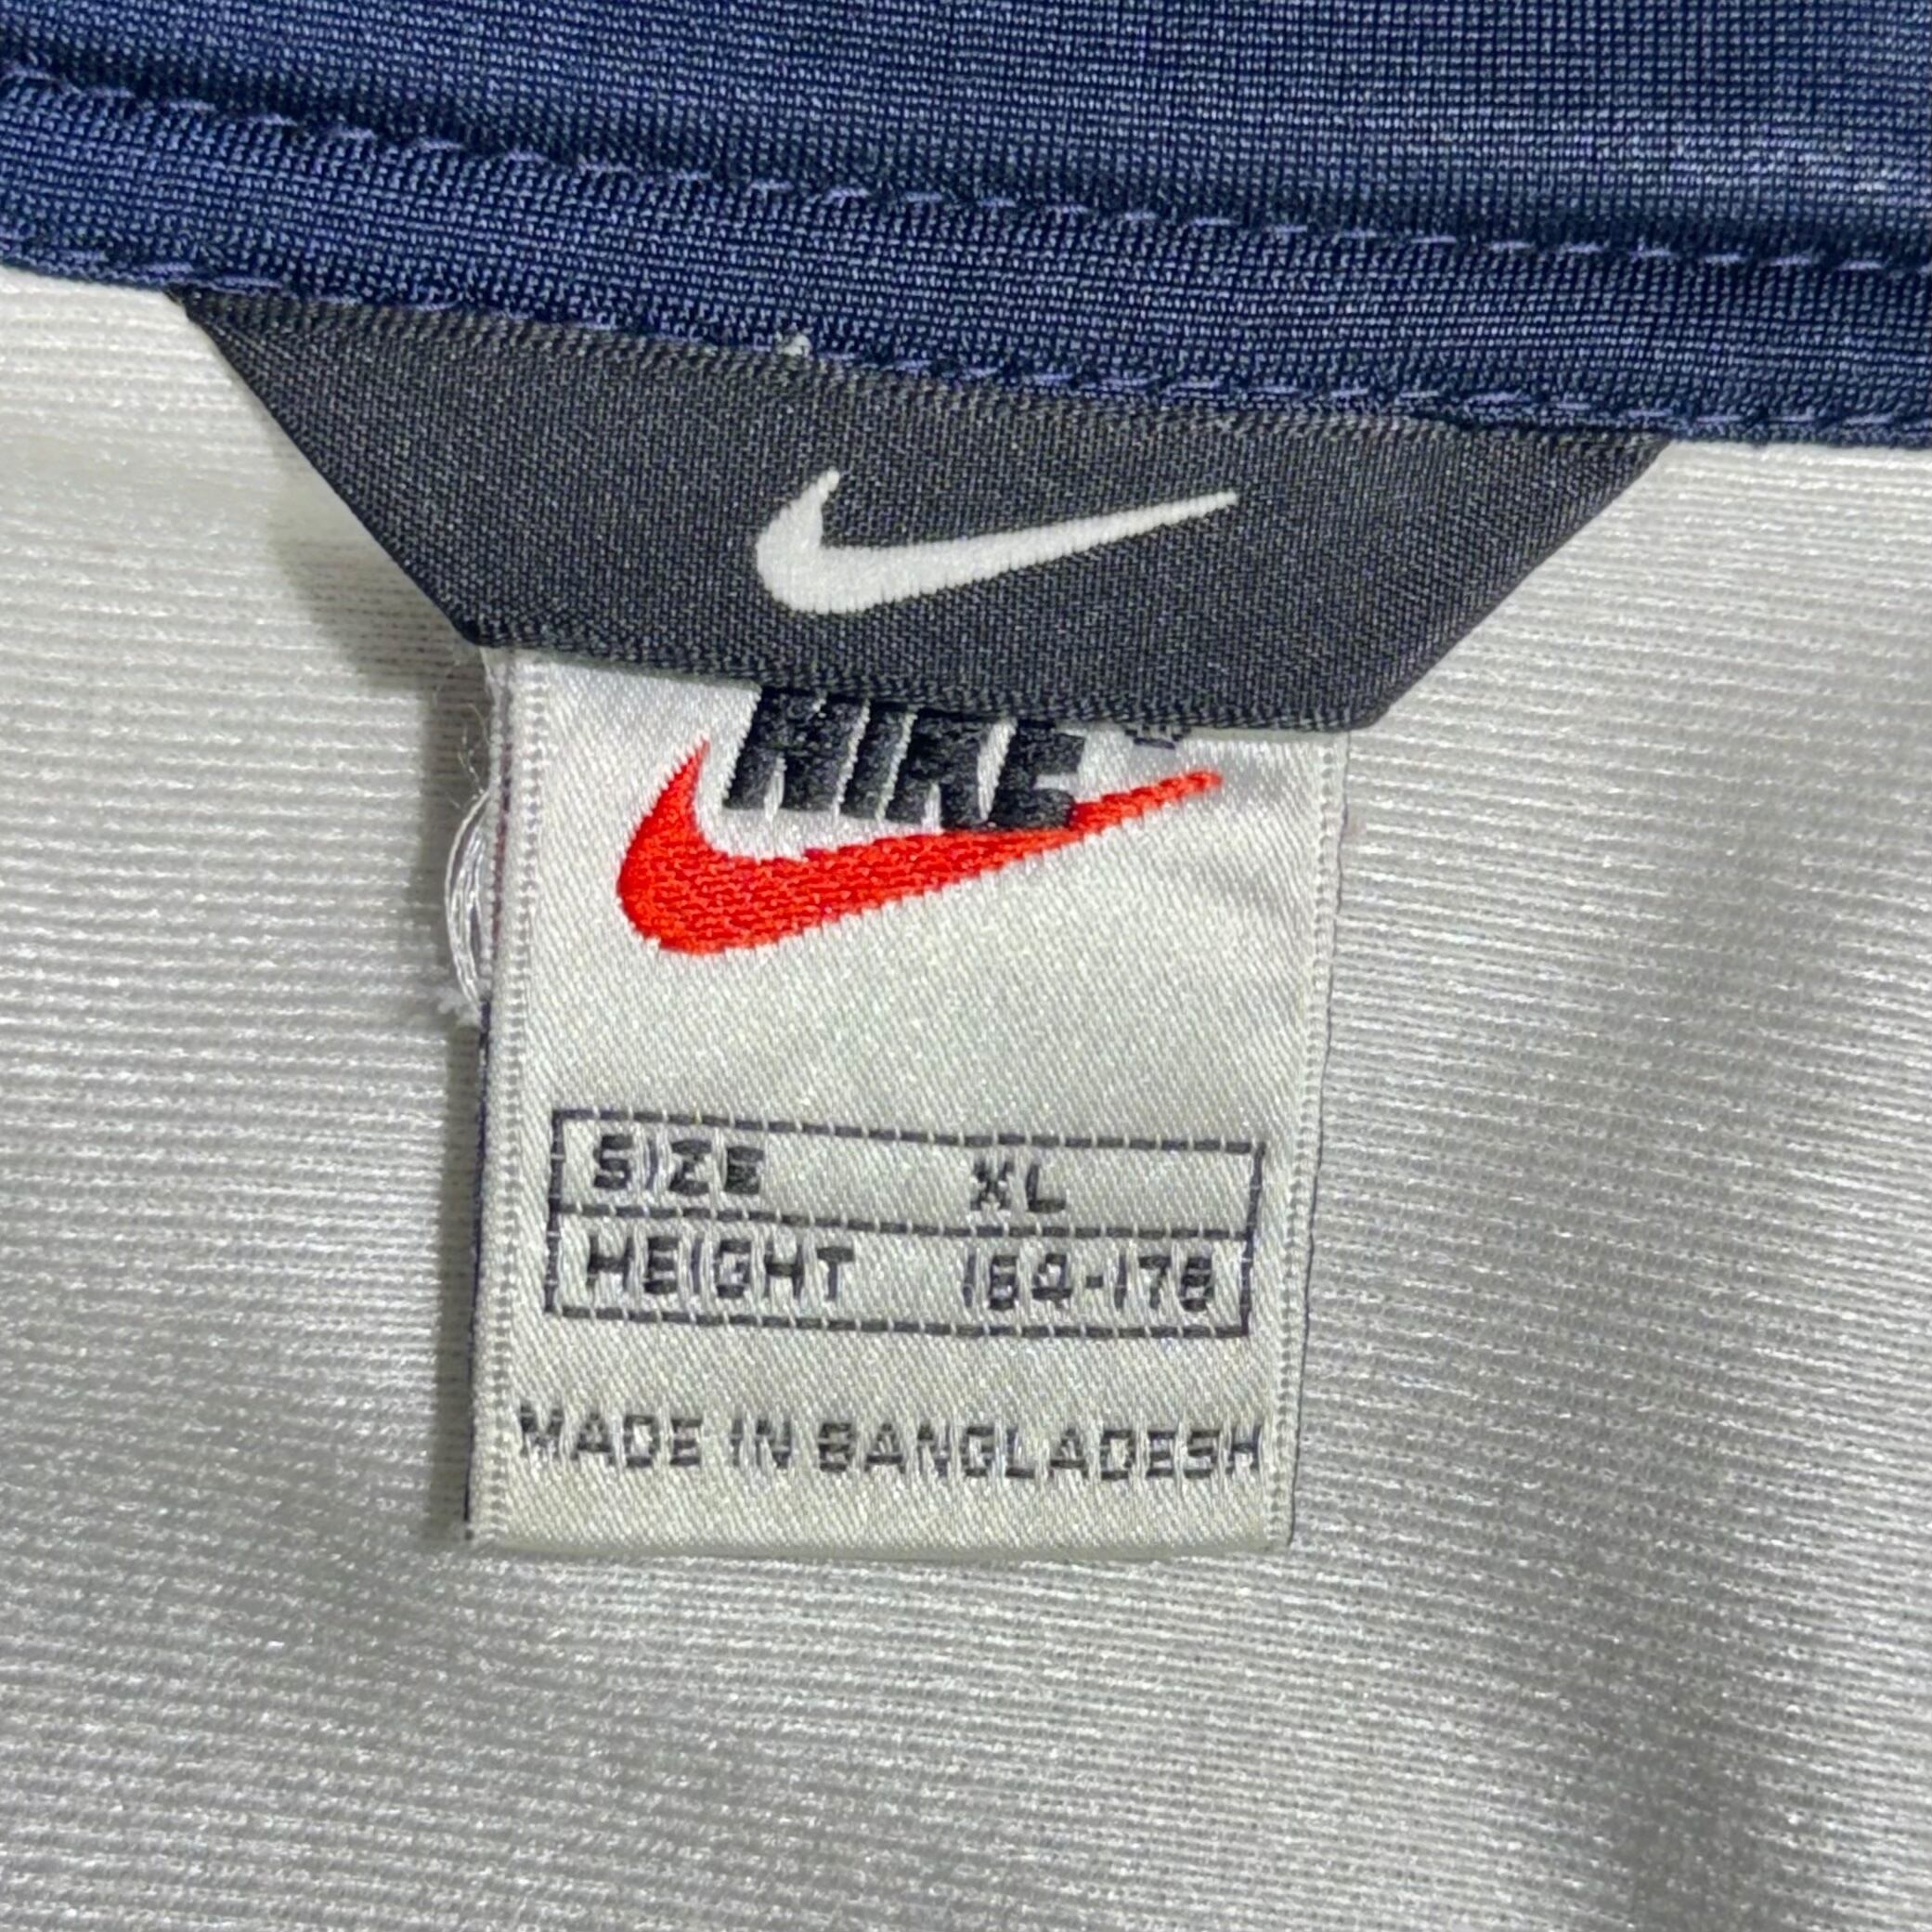 NIKE
SIZE XL
HEIGHT 164-176
MADE IN BANGLADESH